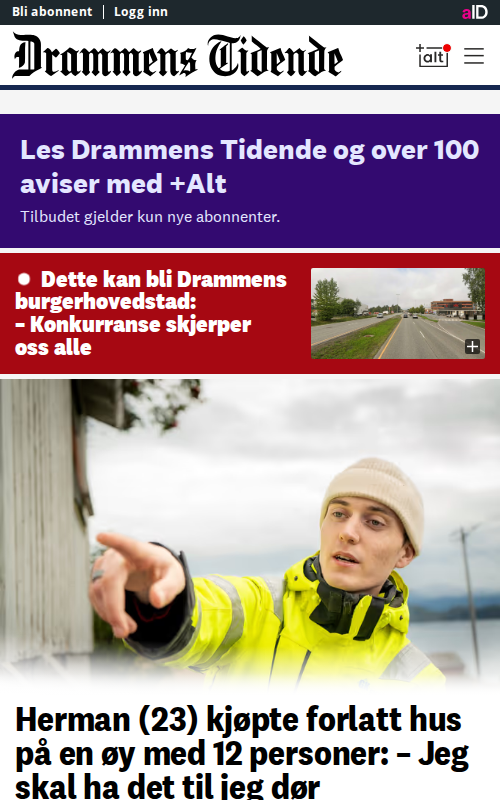 Bli abonnent
Logg inn
aID
Drammens Tidende
+alt
Les Drammens Tidende og over 100
aviser med +Alt
Tilbudet gjelder kun nye abonnenter.
Dette kan bli Drammens
burgerhovedstad:
– Konkurranse skjerper
oss alle
Herman (23) kjøpte forlatt hus
på en øy med 12 personer: – Jeg
skal ha det til jeg dør